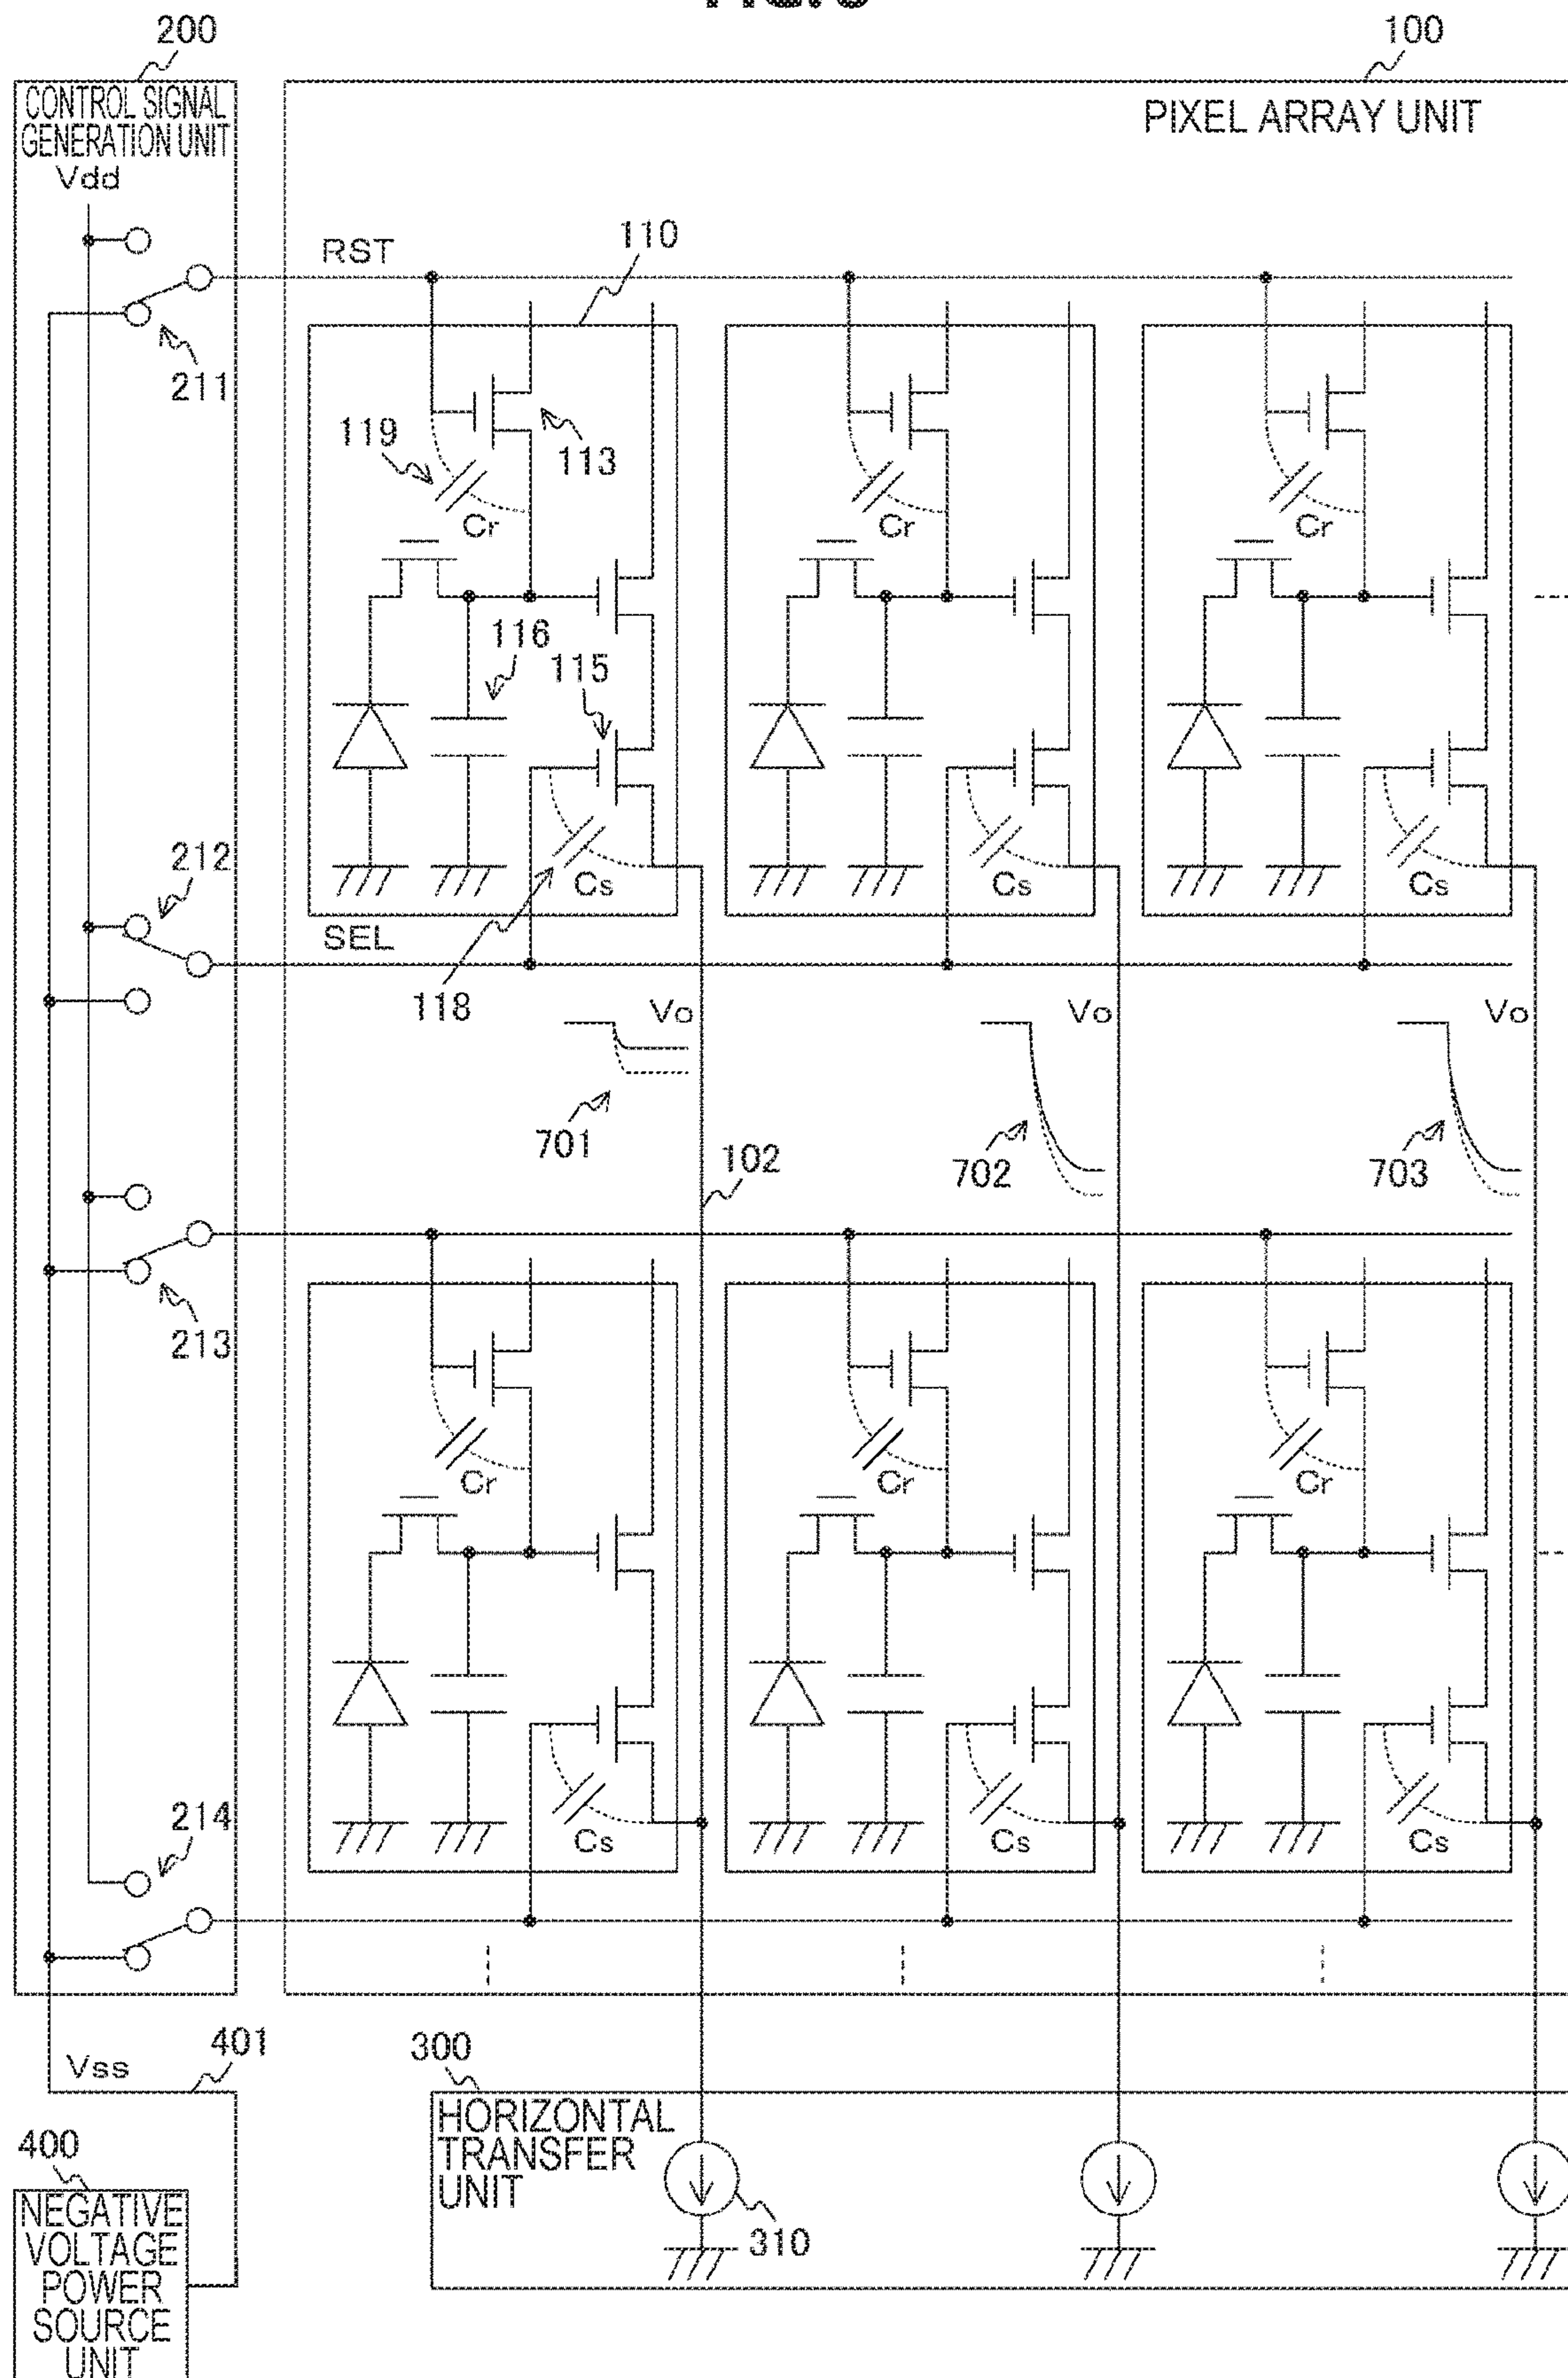 200
100
CONTROL SIGNAL
GENERATION UNIT
PIXEL ARRAY UNIT
Vdd
RST
110
211
119
113
Cr
Cr
Cr
116
115
212
Cs
Cs
Cs
SEL
118
Vo
Vo
Vo
701
102
702
703
213
Cr
Cr
Cr
214
Cs
Cs
Cs
Vss
401
300
HORIZONTAL
TRANSFER
UNIT
400
310
NEGATIVE
VOLTAGE
POWER
SOURCE
UNIT